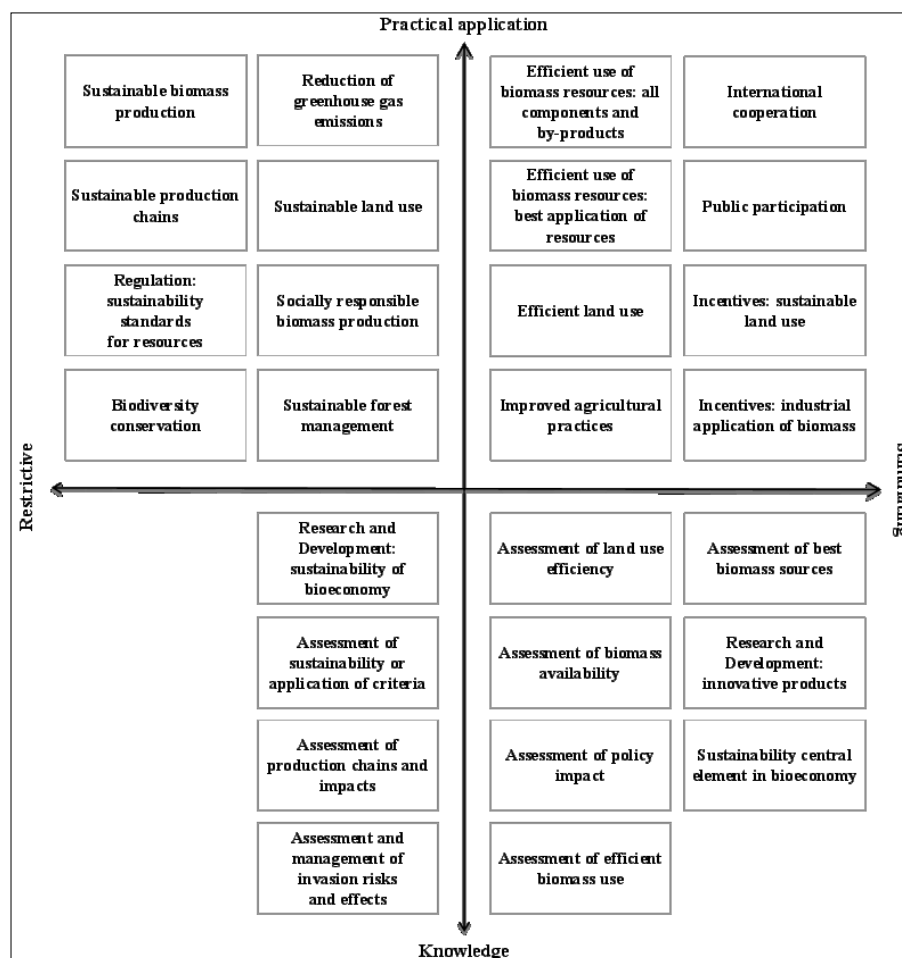 Practical application
Sustainable biomass
production
Reduction of
greenhouse gas
emissions
Efficient use of
biomass resources: all
components and
by-products
International
cooperation
Sustainable production
chains
Sustainable land use
Efficient use of
biomass resources:
best application of
resources
Public participation
Regulation:
sustainability
standards
for resources
Socially responsible
biomass production
Efficient land use
Incentives: sustainable
land use
Biodiversity
conservation
Sustainable forest
management
Improved agricultural
practices
Incentives: industrial
application of biomass
Restrictive
Stimulating
Research and
Development:
sustainability of
bioeconomy
Assessment of land use
efficiency
Assessment of best
biomass sources
Assessment of
sustainability or
application of criteria
Assessment of biomass
availability
Research and
Development:
innovative products
Assessment of
production chains and
impacts
Assessment of policy
impact
Sustainability central
element in bioeconomy
Assessment and
management of
invasion risks
and effects
Assessment of efficient
biomass use
Knowledge